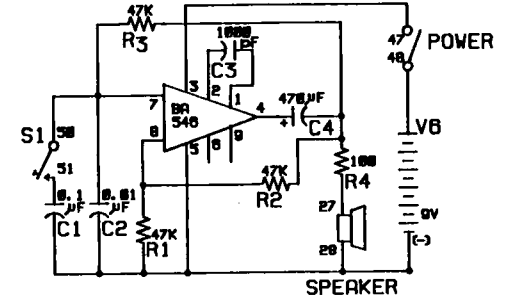 47K
R3
1000
pF
C3
3
2
1
47
48
POWER
7
BA
546
8
4
470µF
+
C4
5
6
9
S1
50
51
0.1
µF
C1
0.01
µF
C2
47K
R1
47K
R2
100
R4
27
28
SPEAKER
V6
9V
(-)